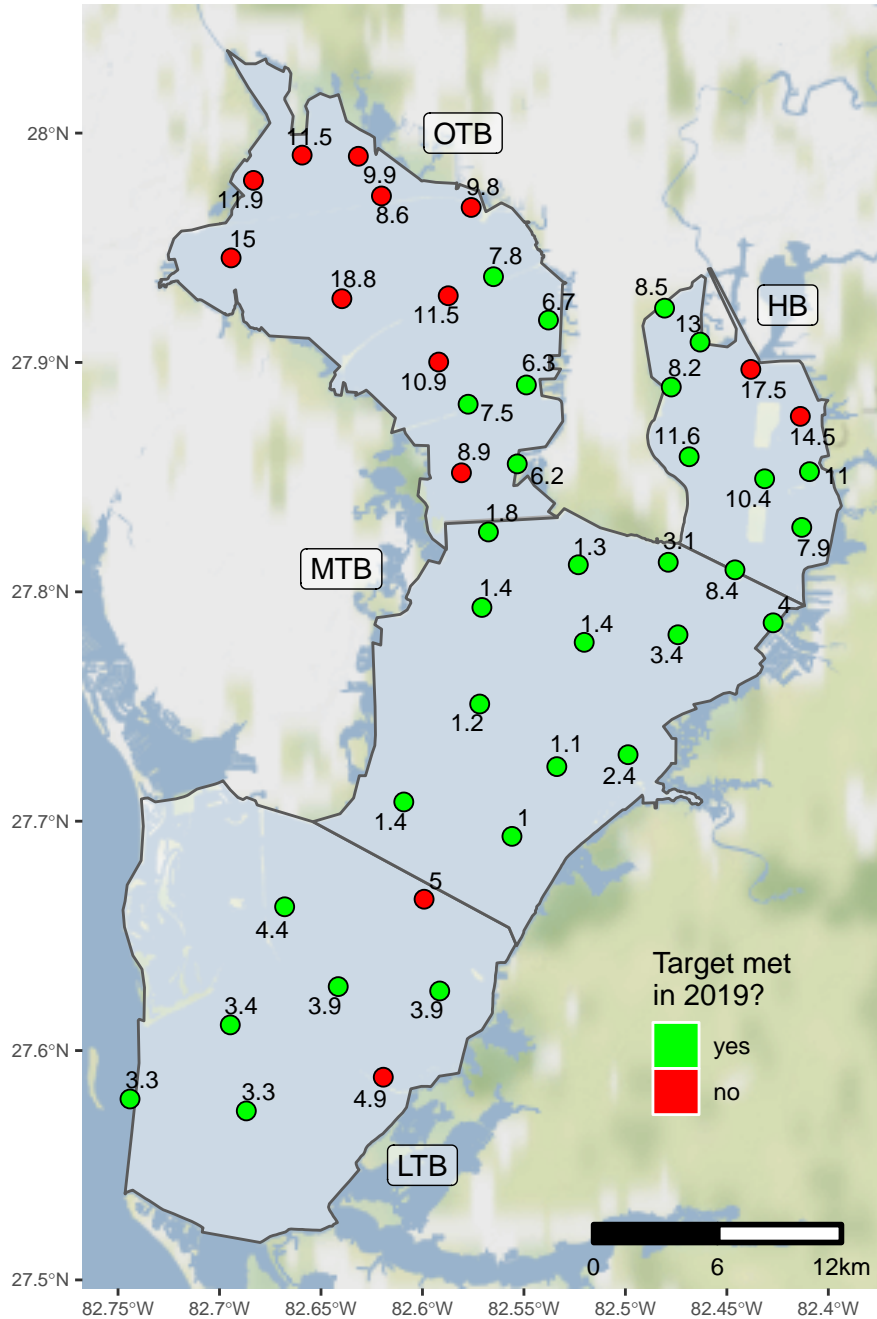 OTB
28°N
11.5
9.9
11.9
8.6
9.8
15
7.8
18.8
11.5
6.7
8.5
HB
13
27.9°N
10.9
6.3
8.2
17.5
7.5
11.6
14.5
8.9
6.2
10.4
11
1.8
7.9
MTB
1.3
3.1
8.4
27.8°N
1.4
1.4
3.4
4
1.2
1.1
2.4
27.7°N
1.4
1
5
4.4
3.9
3.9
3.4
27.6°N
3.3
3.3
4.9
LTB
Target met
in 2019?
yes
no
0 6 12km
27.5°N
82.75°W 82.7°W 82.65°W 82.6°W 82.55°W 82.5°W 82.45°W 82.4°W